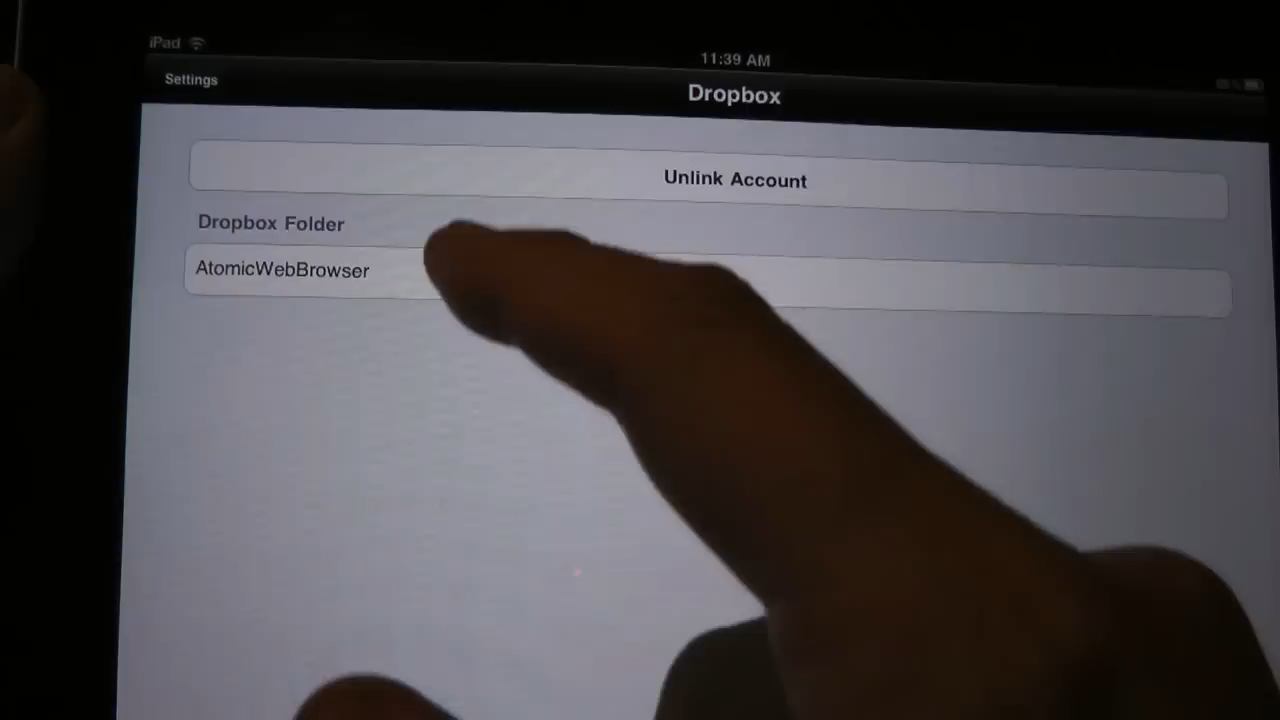 iPad
11:39 AM
Settings
Dropbox
Unlink Account
Dropbox Folder
AtomicWebBrowser